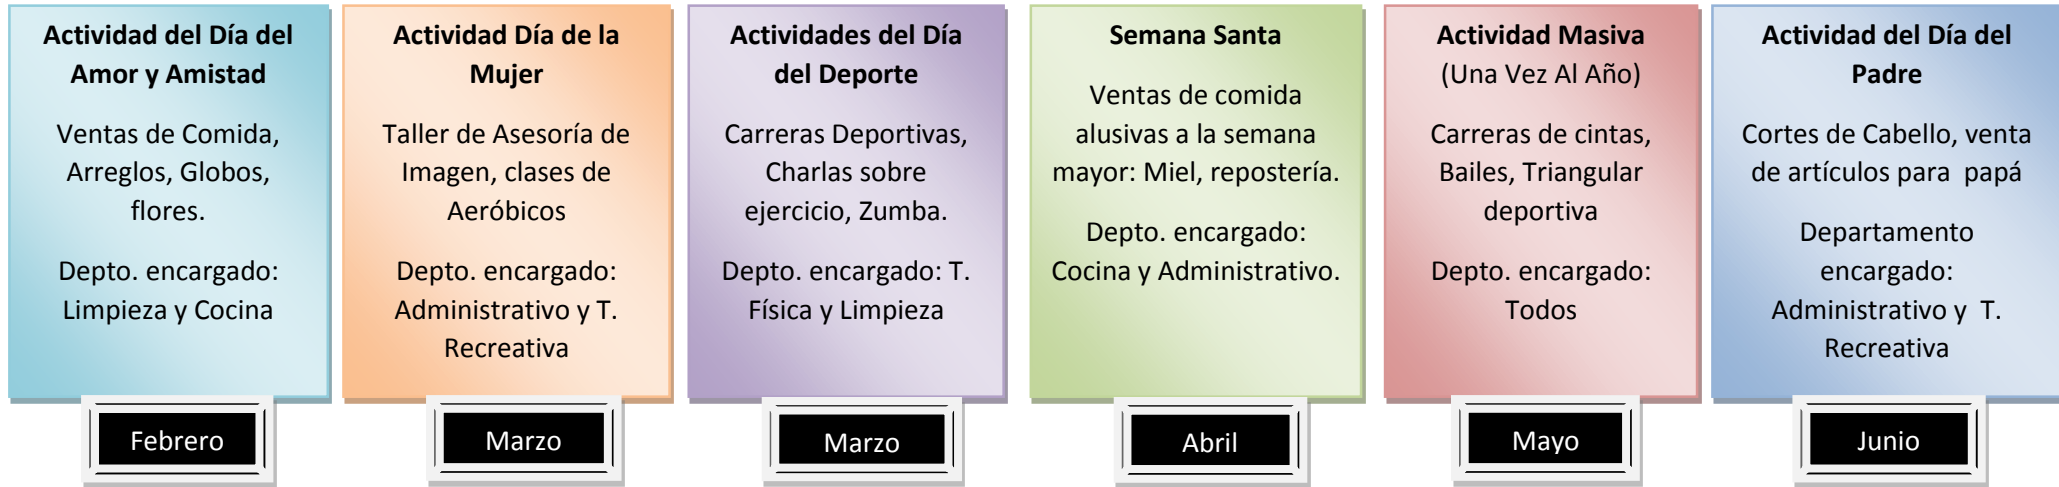 Actividad del Día del
Amor y Amistad
Ventas de Comida,
Arreglos, Globos,
flores.
Depto. encargado:
Limpieza y Cocina
Febrero
Actividad Día de la
Mujer
Taller de Asesoría de
Imagen, clases de
Aeróbicos
Depto. encargado:
Administrativo y T.
Recreativa
Marzo
Actividades del Día
del Deporte
Carreras Deportivas,
Charlas sobre
ejercicio, Zumba.
Depto. encargado: T.
Física y Limpieza
Marzo
Semana Santa
Ventas de comida
alusivas a la semana
mayor: Miel, repostería.
Depto. encargado:
Cocina y Administrativo.
Abril
Actividad Masiva
(Una Vez Al Año)
Carreras de cintas,
Bailes, Triangular
deportiva
Depto. encargado:
Todos
Mayo
Actividad del Día del
Padre
Cortes de Cabello, venta
de artículos para papá
Departamento
encargado:
Administrativo y T.
Recreativa
Junio